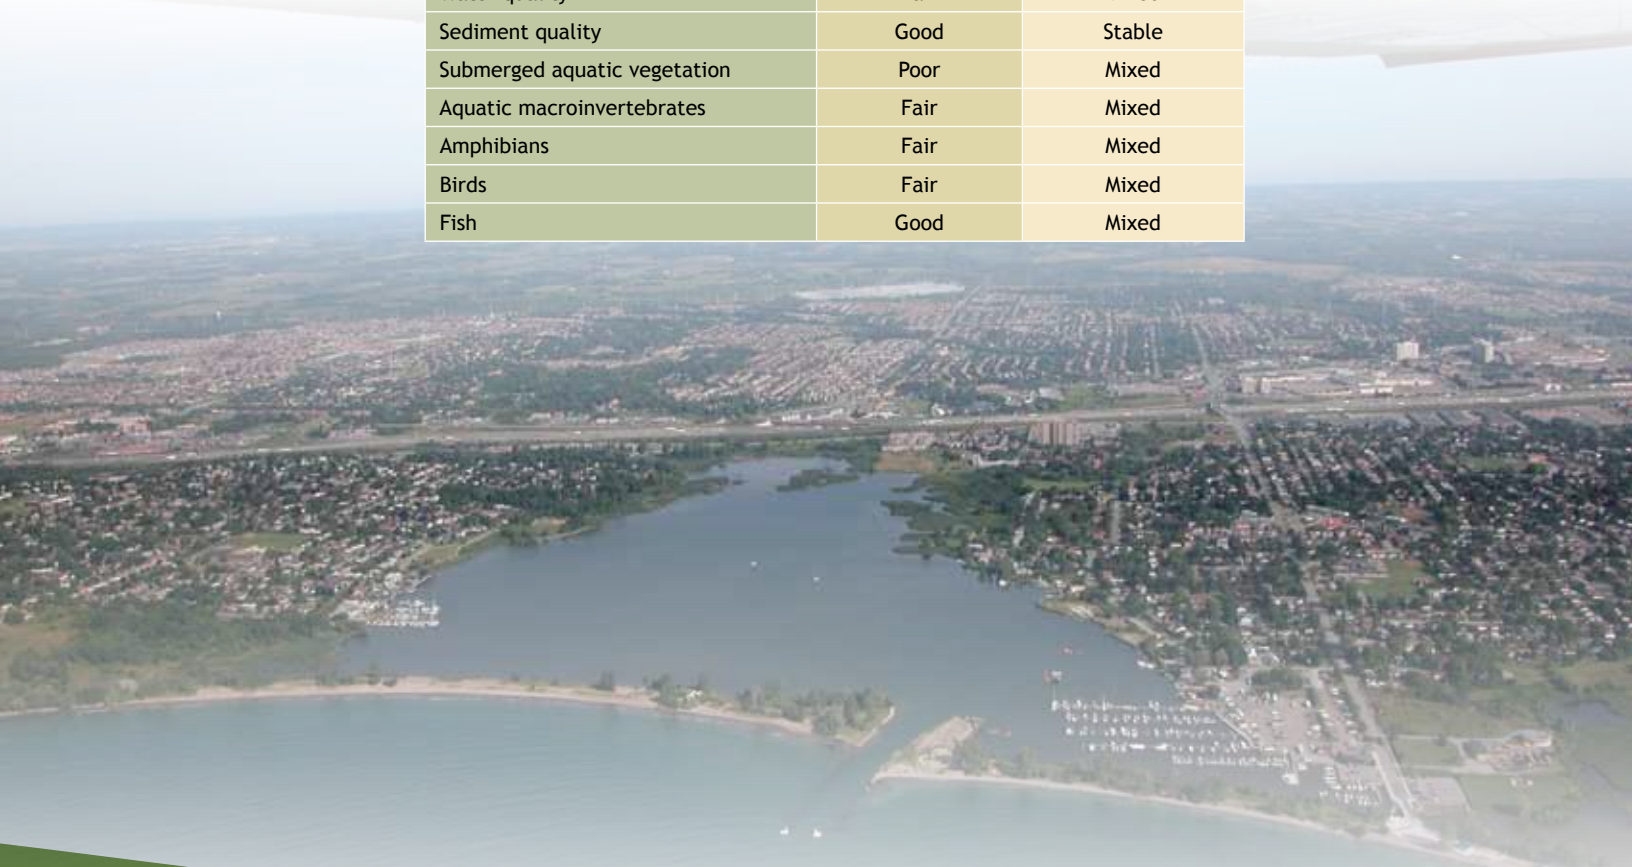 Sediment quality Good Stable
Submerged aquatic vegetation Poor Mixed
Aquatic macroinvertebrates Fair Mixed
Amphibians Fair Mixed
Birds Fair Mixed
Fish Good Mixed